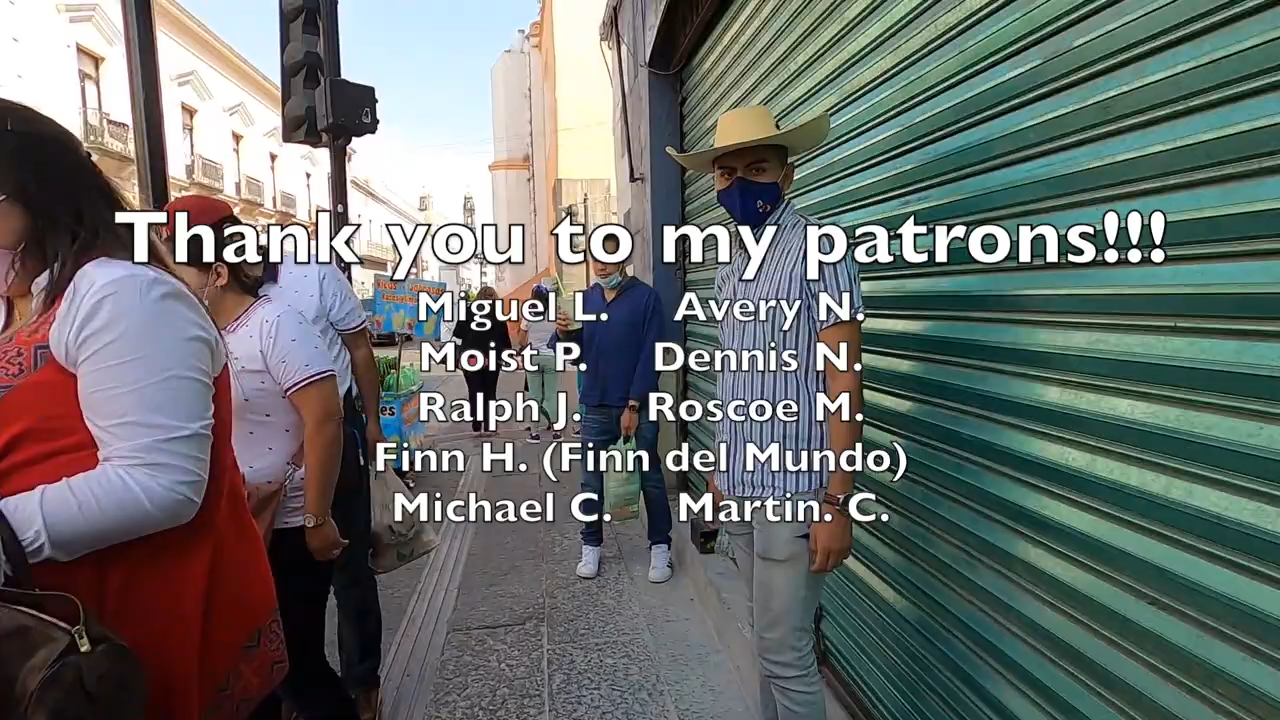 Thank you to my patrons!!!
Miguel L. Avery N.
Moist P. Dennis N.
Ralph J. Roscoe M.
Finn H. (Finn del Mundo)
Michael C. Martin. C.